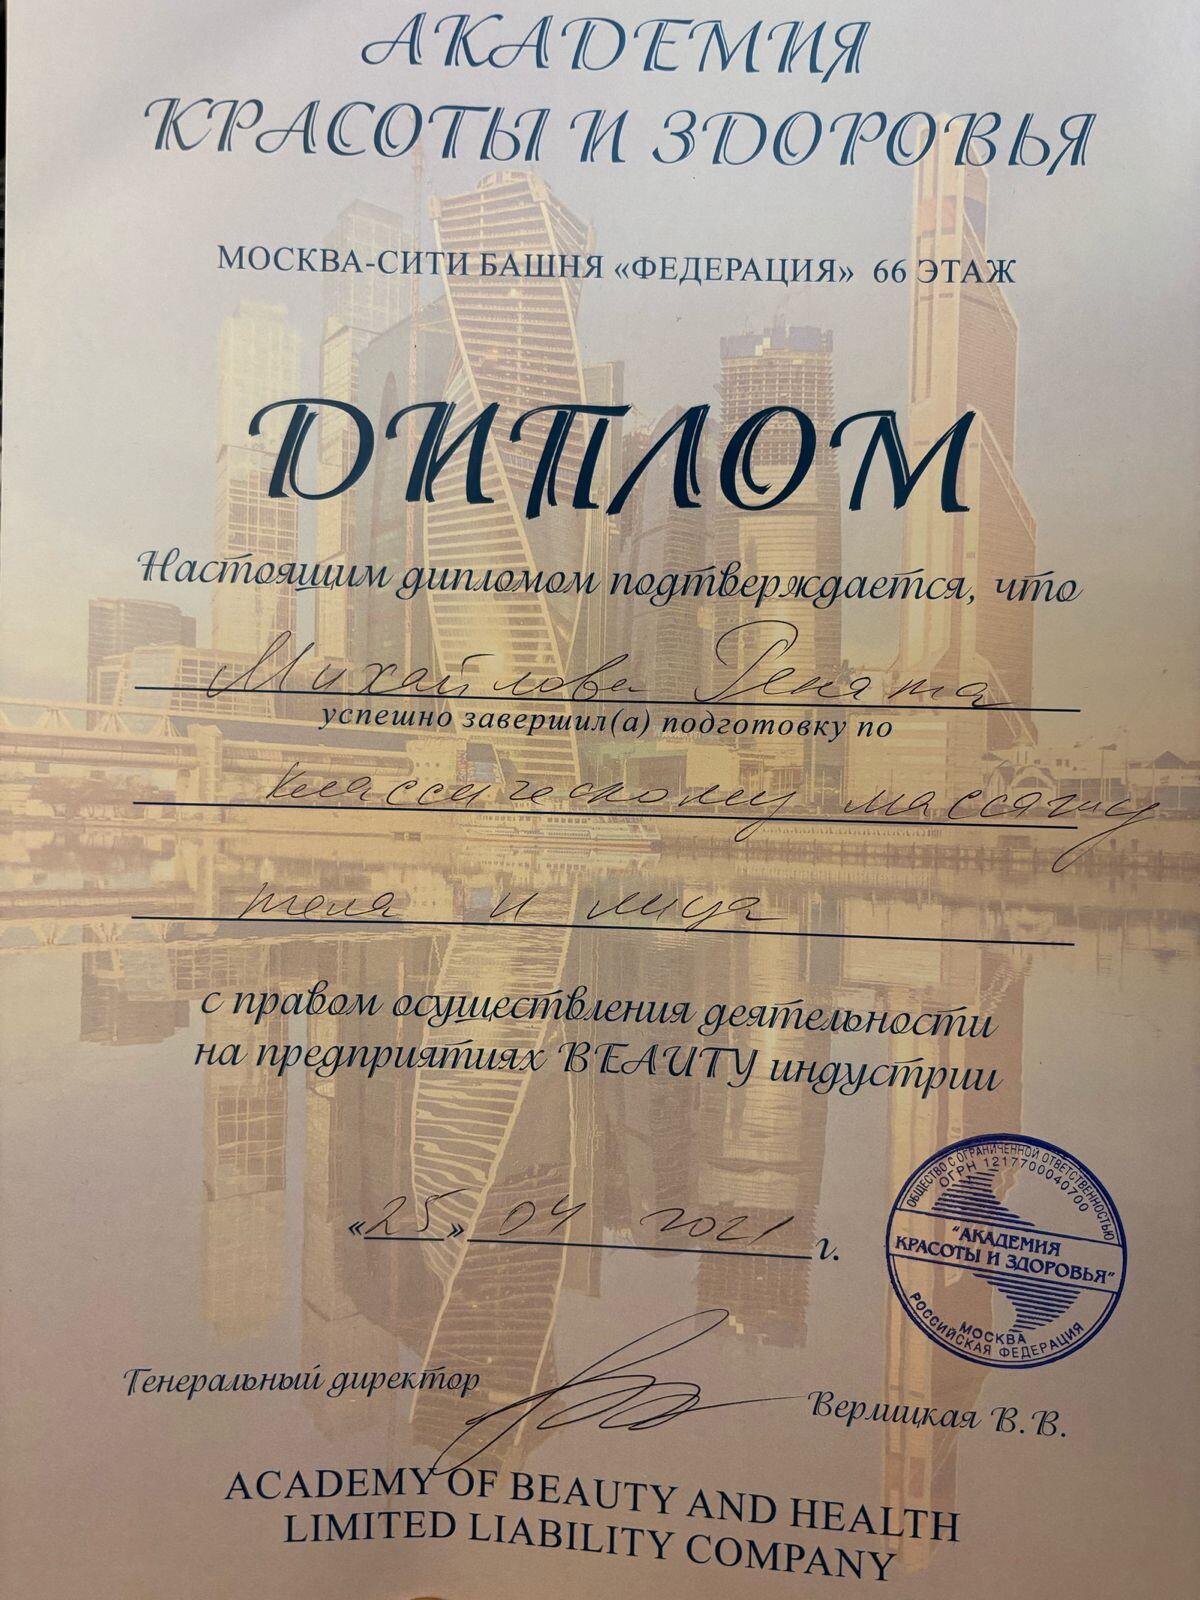 АКАДЕМИЯ
КРАСОТЫ И ЗДОРОВЬЯ
МОСКВА-СИТИ БАШНЯ «ФЕДЕРАЦИЯ» 66 ЭТАЖ
ДИПЛОМ
Настоящим дипломом подтверждается, что
Михайлова Рената
успешно завершил(а) подготовку по
классическому массажу
тела и лица
с правом осуществления деятельности
на предприятиях BEAUTY индустрии
«25» 04 2021 г.
ОБЩЕСТВО С ОГРАНИЧЕННОЙ ОТВЕТСТВЕННОСТЬЮ
ОГРН 1217700040700
"АКАДЕМИЯ
КРАСОТЫ И ЗДОРОВЬЯ"
МОСКВА
РОССИЙСКАЯ ФЕДЕРАЦИЯ
Генеральный директор Верлицкая В.В.
ACADEMY OF BEAUTY AND HEALTH
LIMITED LIABILITY COMPANY